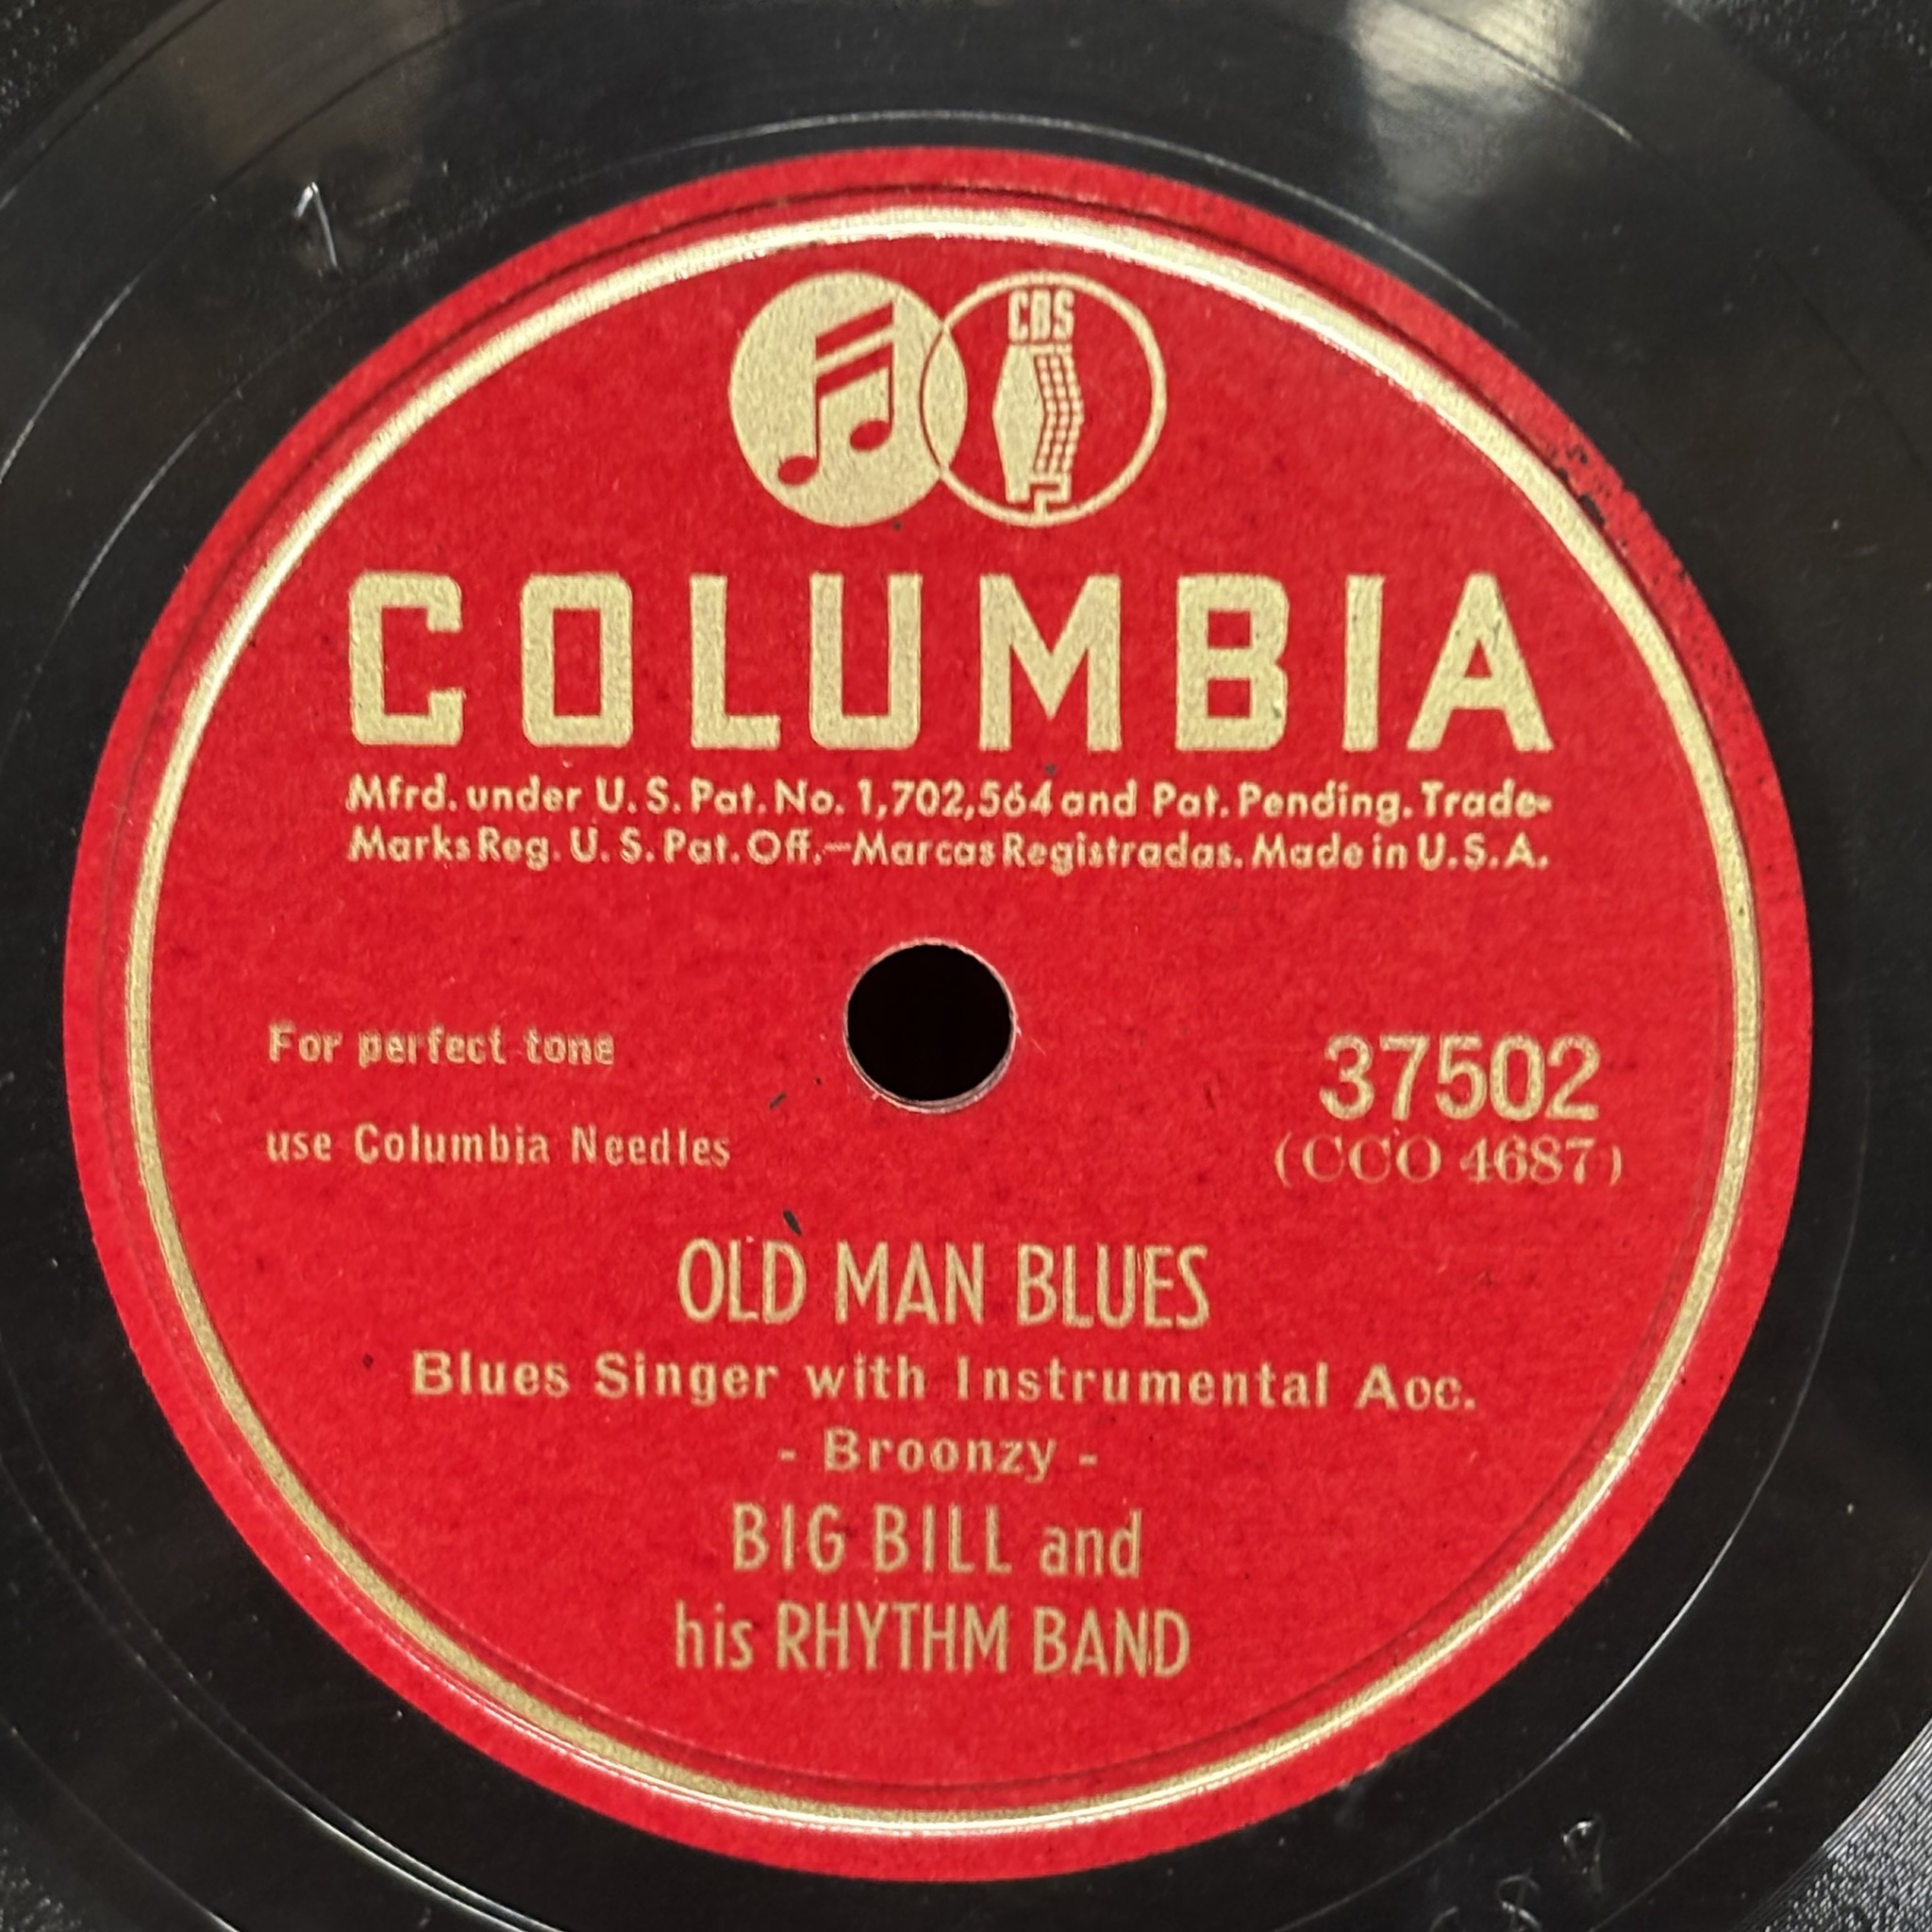 CBS
COLUMBIA
Mfrd. under U. S. Pat. No. 1,702,564 and Pat. Pending. Trade-
Marks Reg. U. S. Pat. Off.—Marcas Registradas. Made in U.S.A.
For perfect tone
use Columbia Needles
37502
(CCO 4687)
OLD MAN BLUES
Blues Singer with Instrumental Acc.
- Broonzy -
BIG BILL and
his RHYTHM BAND